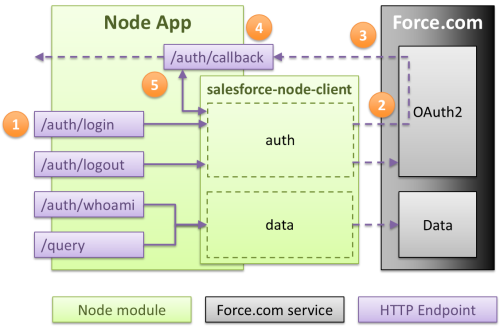 Node App
Force.com
4
3
/auth/callback
5
salesforce-node-client
2
OAuth2
1
/auth/login
auth
/auth/logout
/auth/whoami
data
Data
/query
Node module
Force.com service
HTTP Endpoint